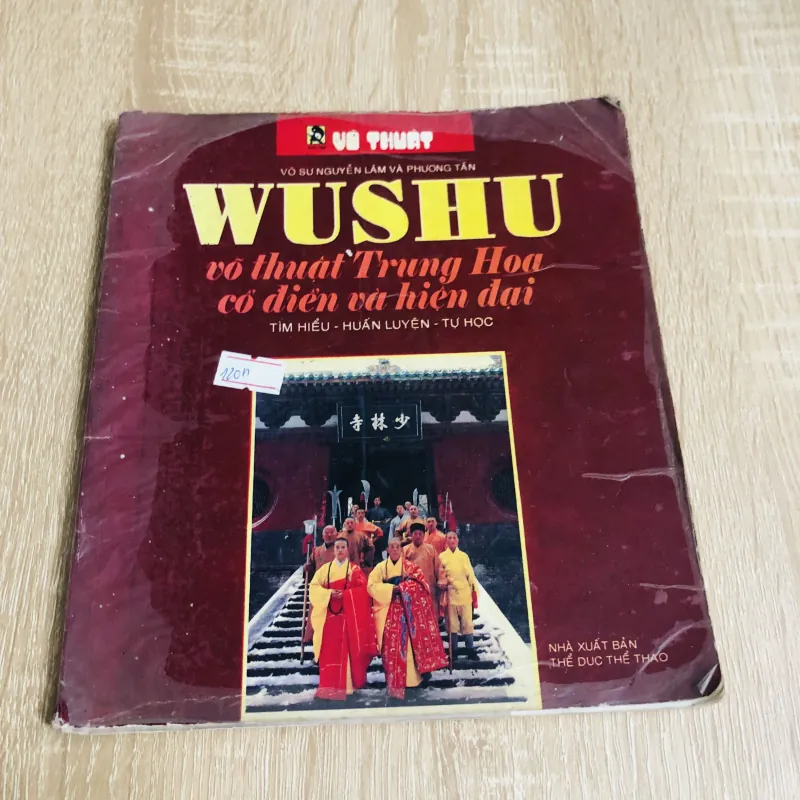 VÕ THUẬT
VÕ SƯ NGUYỄN LÂM VÀ PHƯƠNG TẤN
WUSHU
võ thuật Trung Hoa
cổ điển và hiện đại
TÌM HIỂU - HUẤN LUYỆN - TỰ HỌC
120n
寺林少
NHÀ XUẤT BẢN
THỂ DỤC THỂ THAO